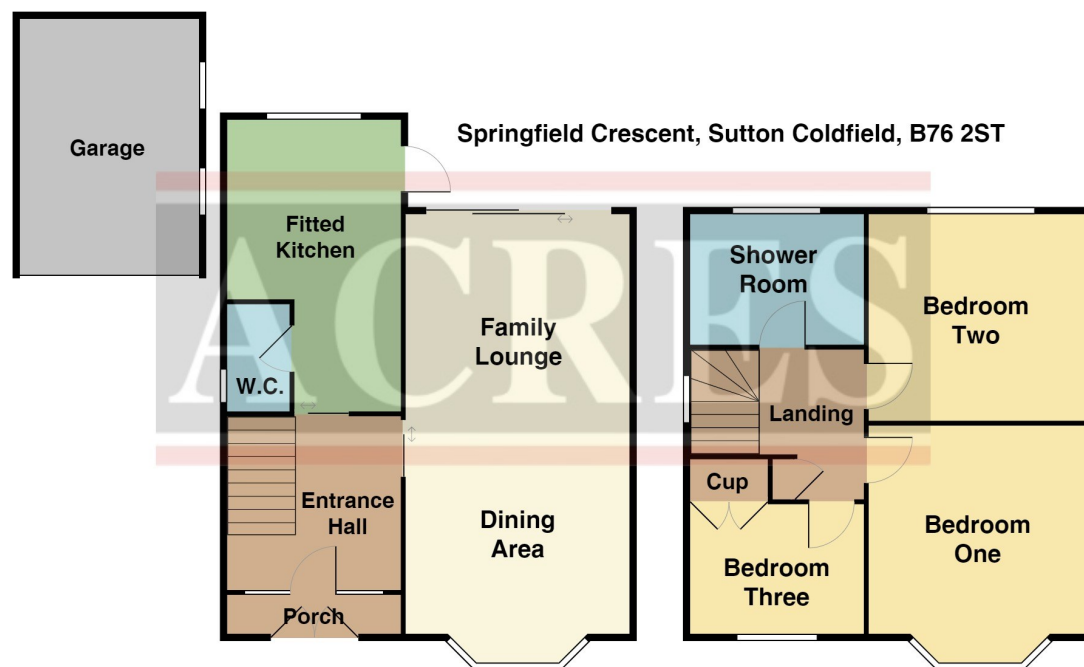 Springfield Crescent, Sutton Coldfield, B76 2ST
Garage
Fitted
Kitchen
Family
Lounge
W.C.
Entrance
Hall
Dining
Area
Porch
Shower
Room
Bedroom
Two
Landing
Cup
Bedroom
Three
Bedroom
One
ACRES